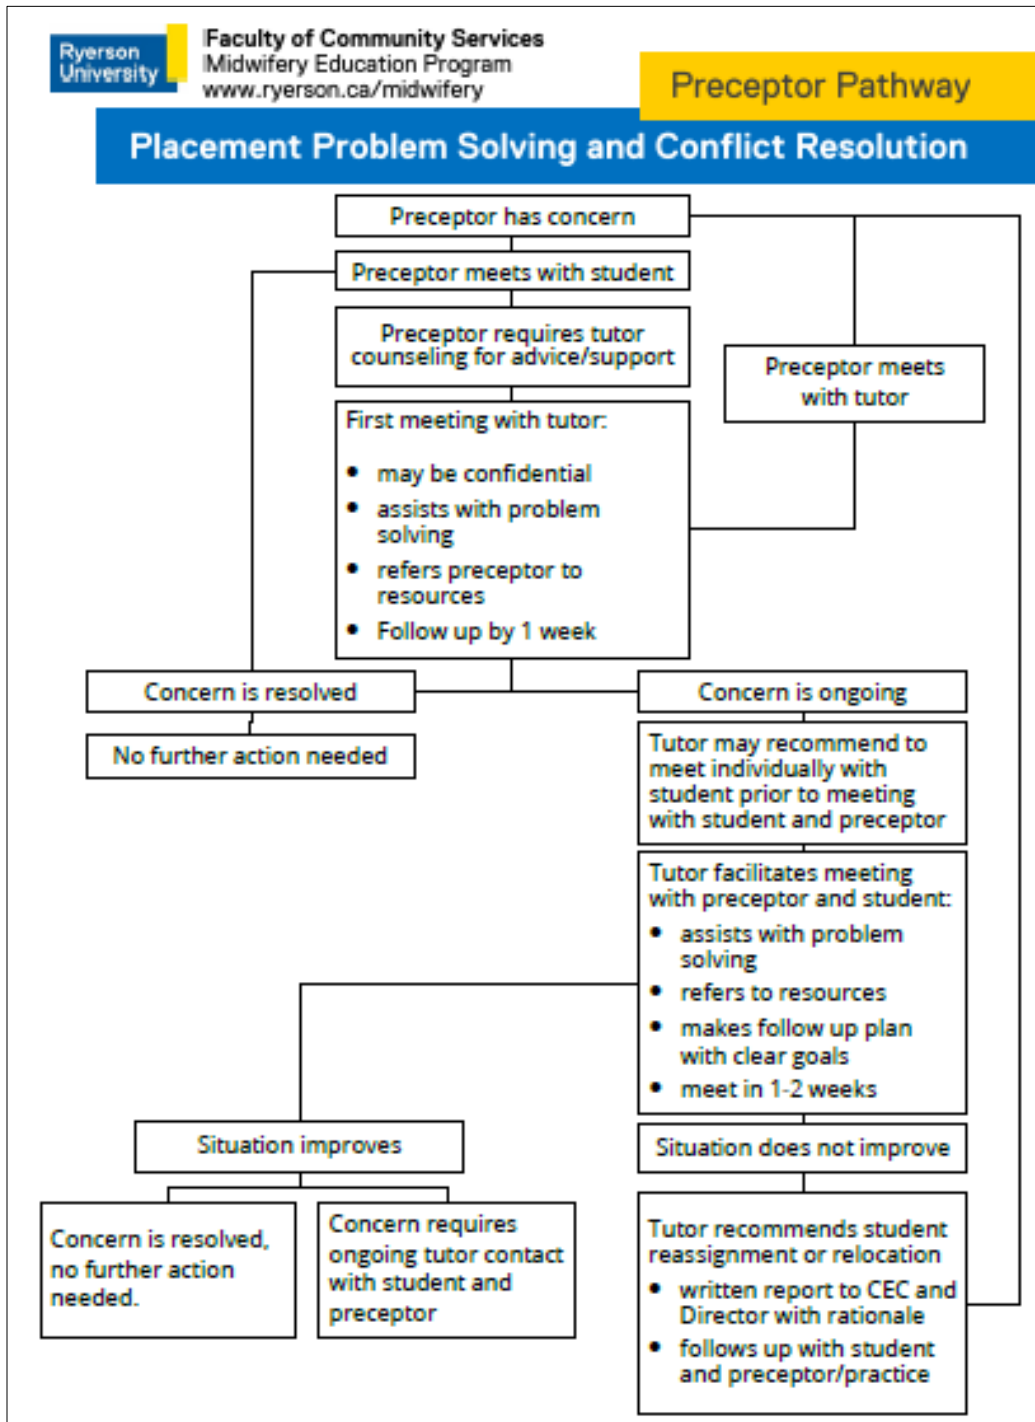 Ryerson
University
Faculty of Community Services
Midwifery Education Program
www.ryerson.ca/midwifery
Preceptor Pathway
Placement Problem Solving and Conflict Resolution
Preceptor has concern
Preceptor meets with student
Preceptor requires tutor
counseling for advice/support
Preceptor meets
with tutor
First meeting with tutor:
• may be confidential
• assists with problem
solving
• refers preceptor to
resources
• Follow up by 1 week
Concern is resolved
Concern is ongoing
No further action needed
Tutor may recommend to
meet individually with
student prior to meeting
with student and preceptor
Tutor facilitates meeting
with preceptor and student:
• assists with problem
solving
• refers to resources
• makes follow up plan
with clear goals
• meet in 1-2 weeks
Situation improves
Situation does not improve
Concern is resolved,
no further action
needed.
Concern requires
ongoing tutor contact
with student and
preceptor
Tutor recommends student
reassignment or relocation
• written report to CEC and
Director with rationale
• follows up with student
and preceptor/practice